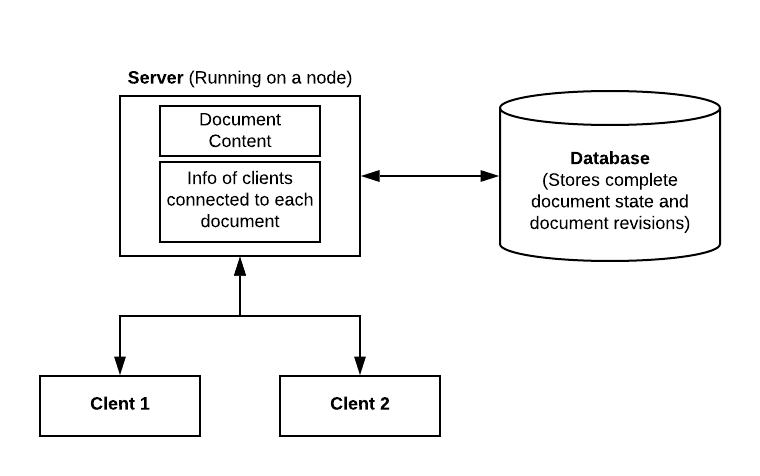 Server (Running on a node)
Document
Content
Info of clients
connected to each
document
Database
(Stores complete
document state and
document revisions)
Clent 1
Clent 2